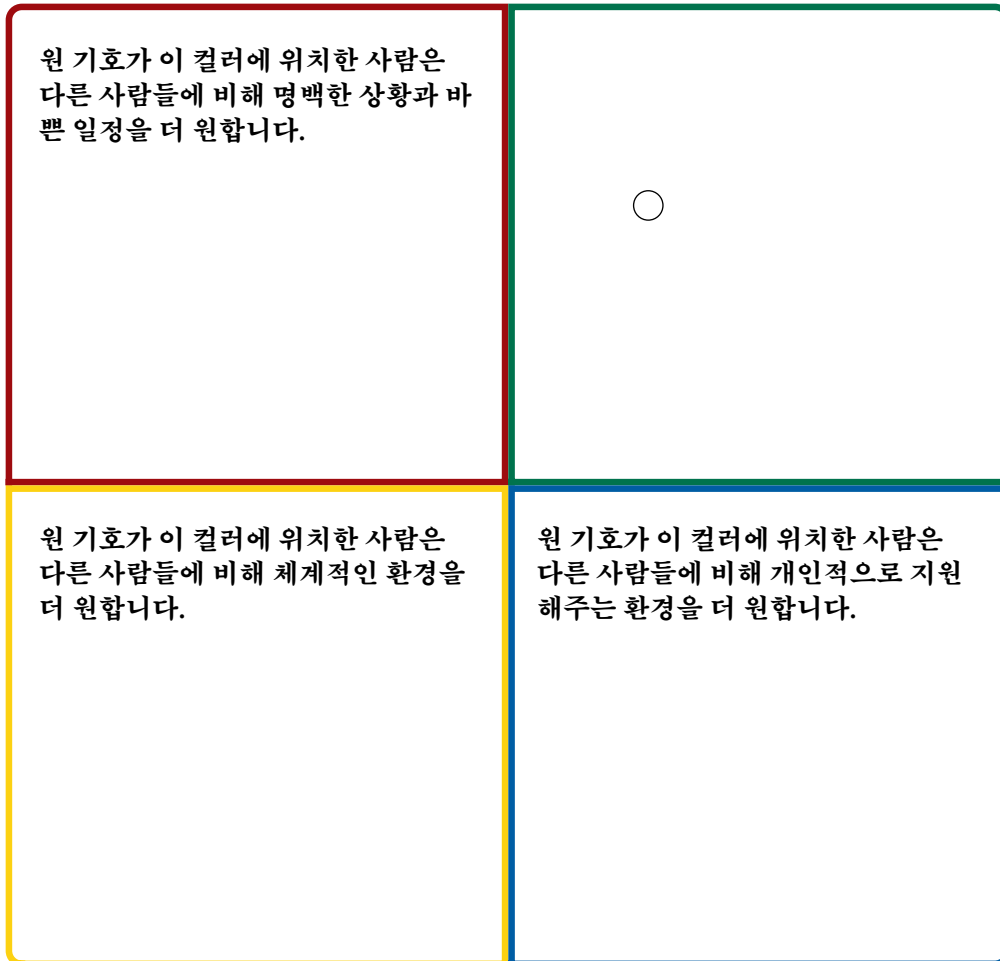 원 기호가 이 컬러에 위치한 사람은
다른 사람들에 비해 명백한 상황과 바
쁜 일정을 더 원합니다.
원 기호가 이 컬러에 위치한 사람은
다른 사람들에 비해 체계적인 환경을
더 원합니다.
원 기호가 이 컬러에 위치한 사람은
다른 사람들에 비해 개인적으로 지원
해주는 환경을 더 원합니다.